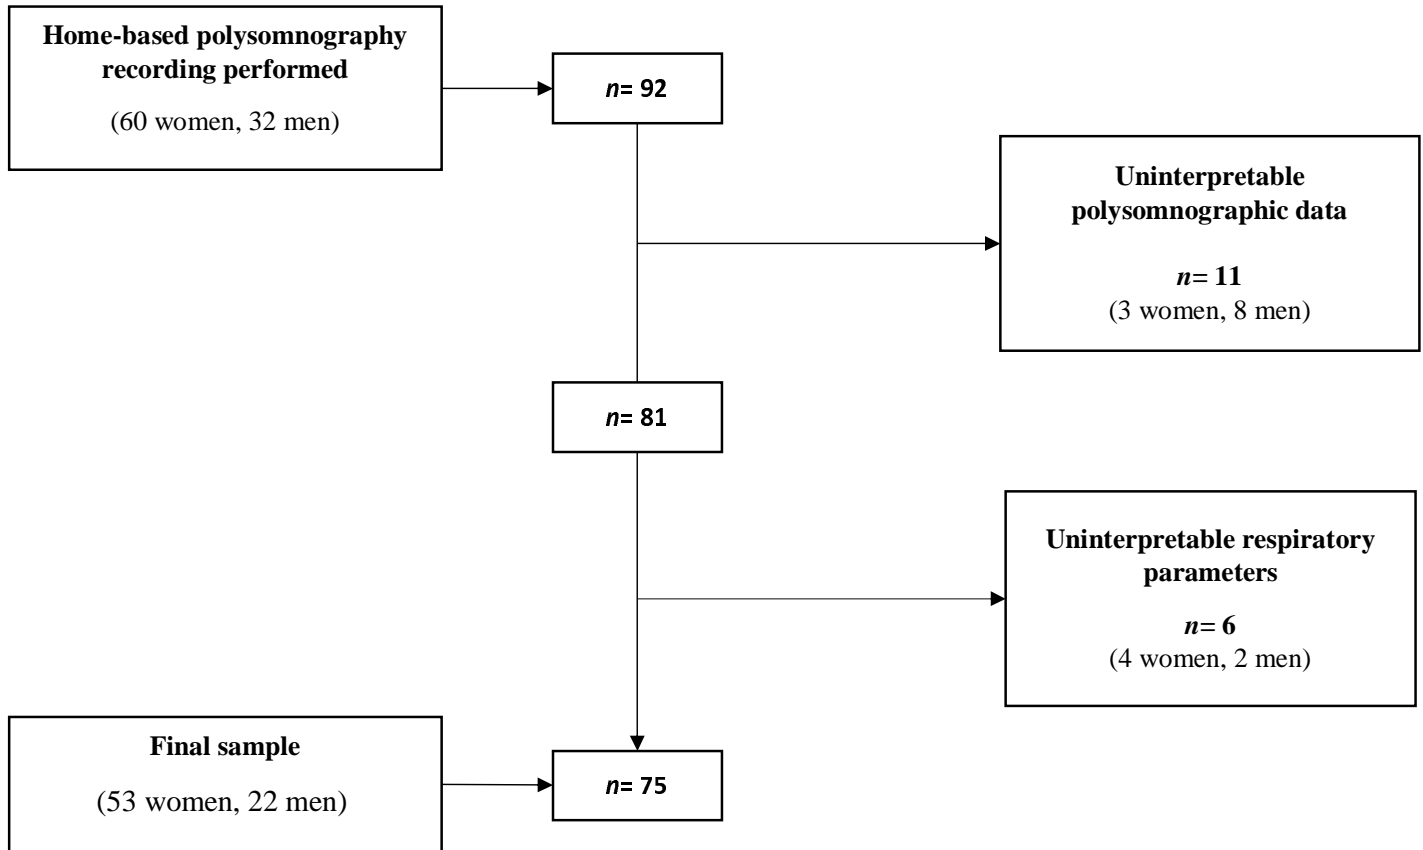 Home-based polysomnography
recording performed
(60 women, 32 men)
n= 92
Uninterpretable
polysomnographic data
n= 11
(3 women, 8 men)
n= 81
Uninterpretable respiratory
parameters
n= 6
(4 women, 2 men)
Final sample
(53 women, 22 men)
n= 75